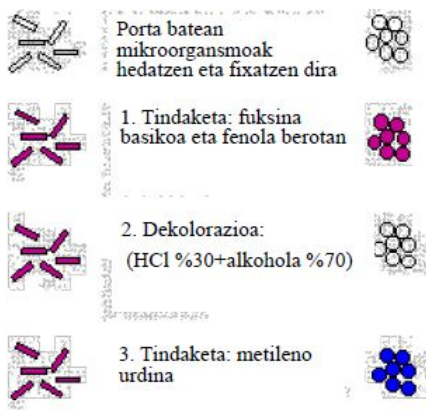 Porta batean
mikroorgansmoak
hedatzen eta fixatzen dira
1. Tindaketa: fuksina
basikoa eta fenola berotan
2. Dekolorazioa:
(HCl %30+alkohola %70)
3. Tindaketa: metileno
urdina